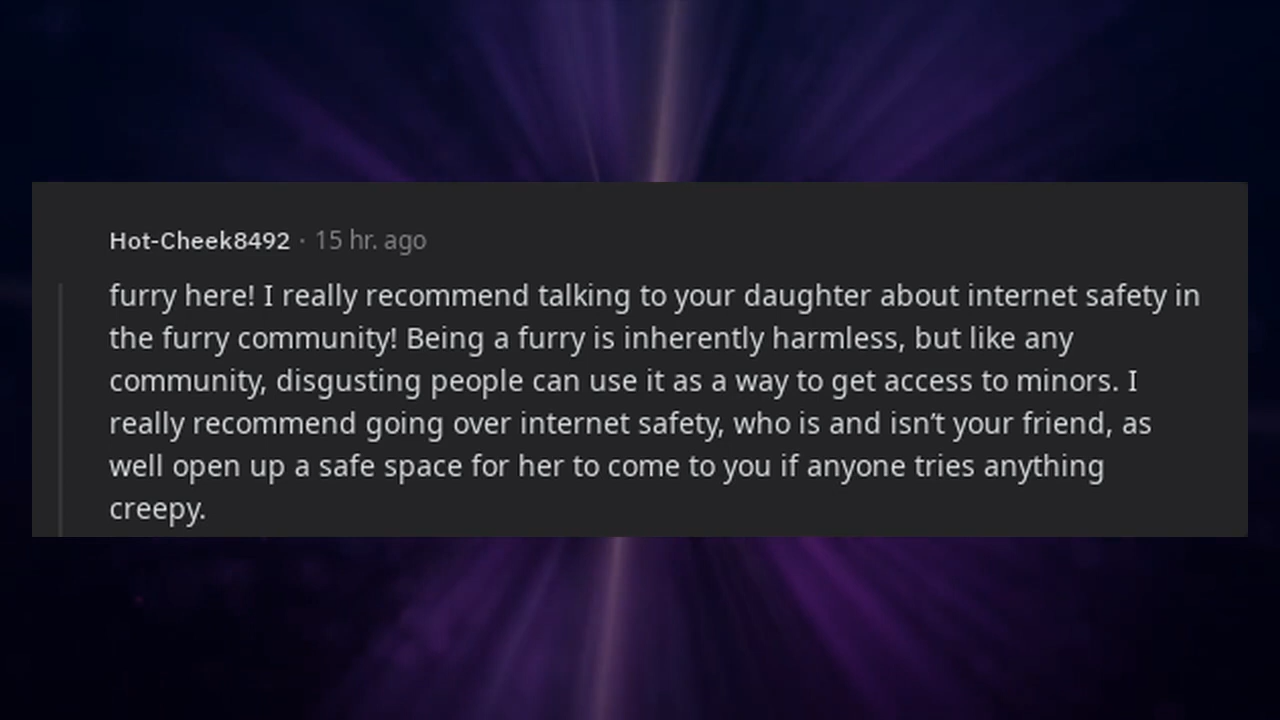 Hot-Cheek8492 · 15 hr. ago
furry here! I really recommend talking to your daughter about internet safety in
the furry community! Being a furry is inherently harmless, but like any
community, disgusting people can use it as a way to get access to minors. I
really recommend going over internet safety, who is and isn’t your friend, as
well open up a safe space for her to come to you if anyone tries anything
creepy.